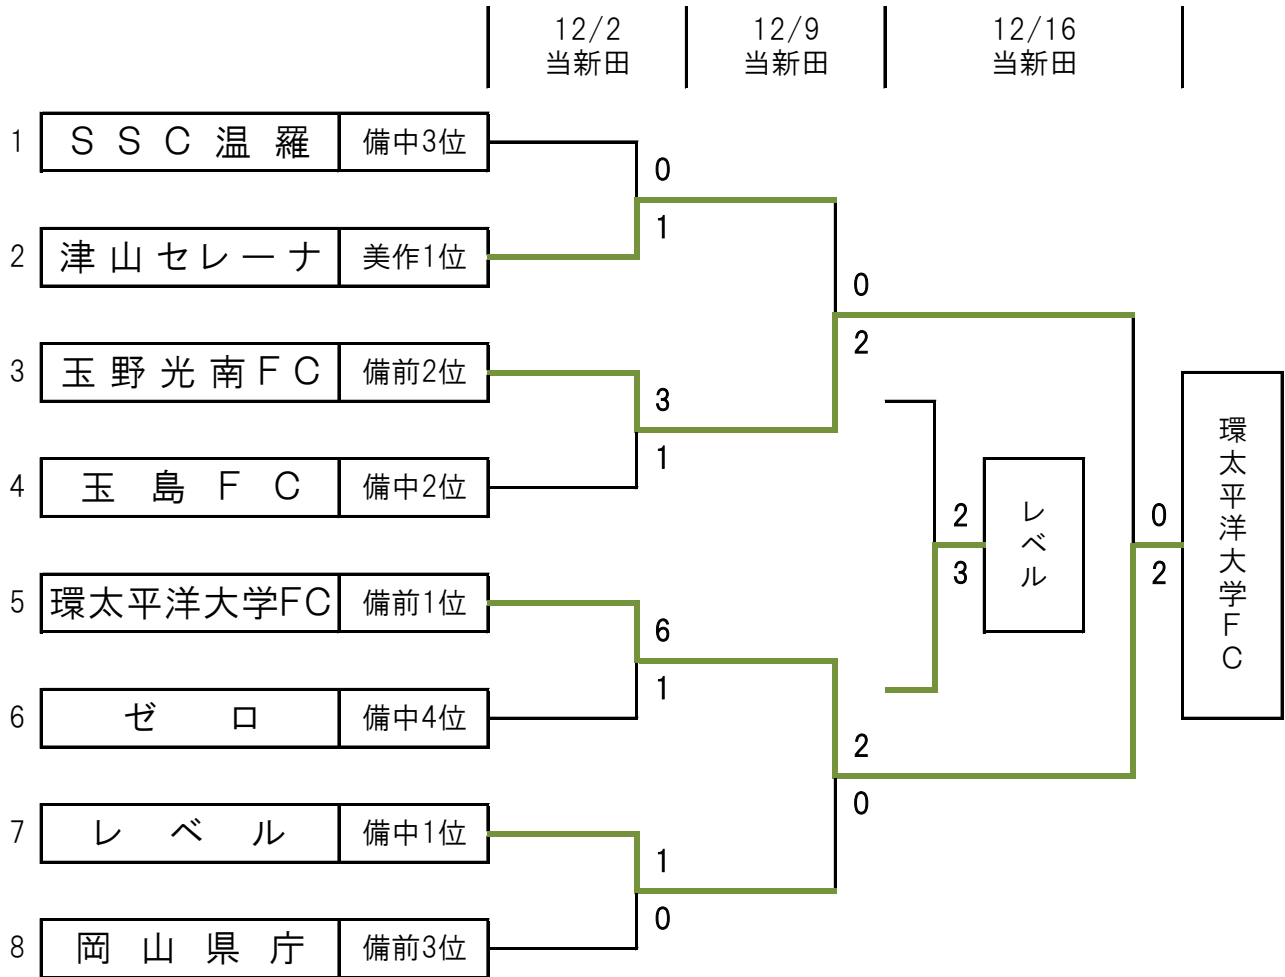 12/2 12/9 12/16
当新田 当新田 当新田
1 SSC温羅 備中3位
0
1
2 津山セレーナ 美作1位
0
2
3 玉野光南FC 備前2位
3
1
4 玉島FC 備中2位
2
3
レベル
0
2
環太平洋大学FC
5 環太平洋大学FC 備前1位
6
1
6 ゼロ 備中4位
2
0
7 レベル 備中1位
1
0
8 岡山県庁 備前3位